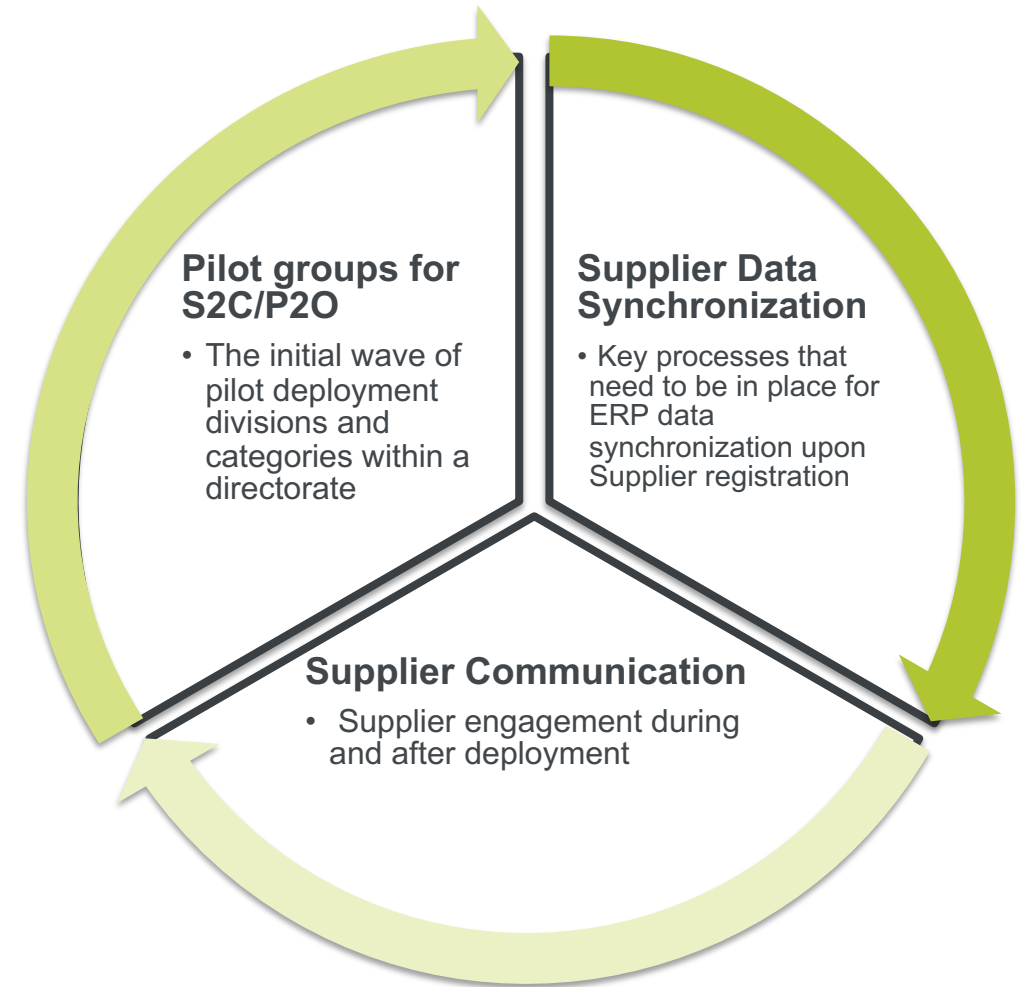 Pilot groups for
S2C/P2O
• The initial wave of
pilot deployment
divisions and
categories within a
directorate
Supplier Data
Synchronization
• Key processes that
need to be in place for
ERP data
synchronization upon
Supplier registration
Supplier Communication
• Supplier engagement during
and after deployment